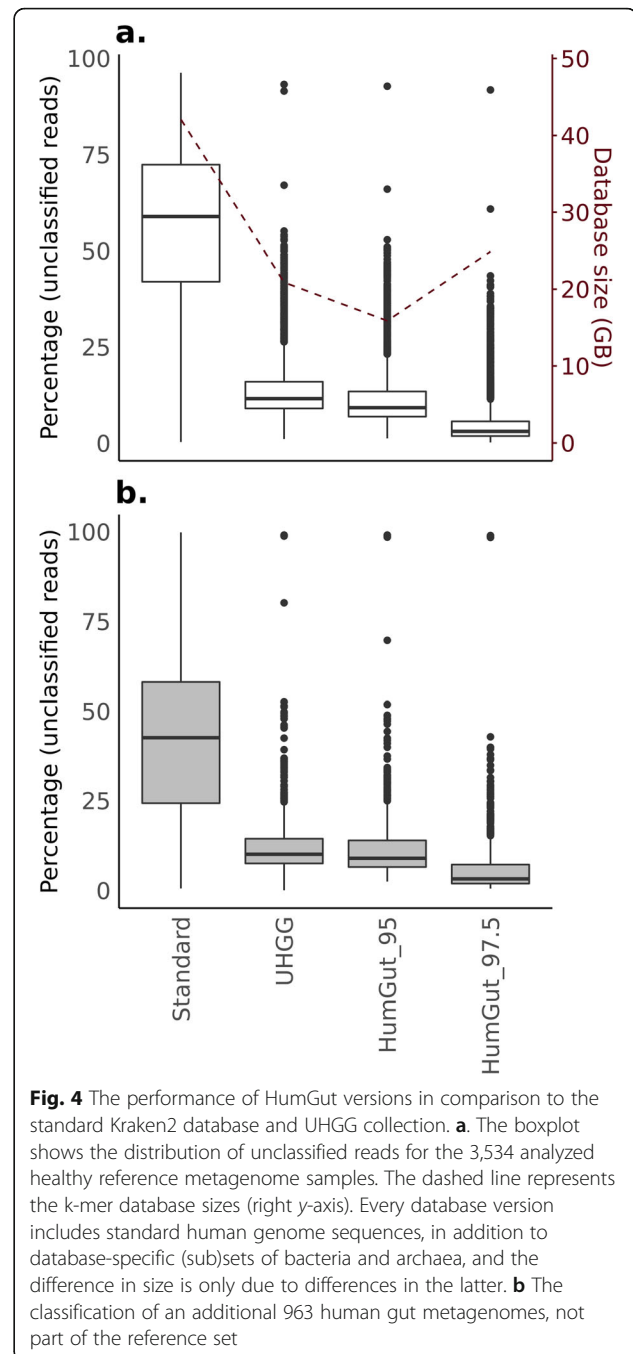 a.
100
75
50
25
0
Percentage (unclassified reads)
50
40
30
20
10
0
Database size (GB)
b.
100
75
50
25
0
Percentage (unclassified reads)
Standard
UHGG
HumGut_95
HumGut_97.5
Fig. 4 The performance of HumGut versions in comparison to the
standard Kraken2 database and UHGG collection. a. The boxplot
shows the distribution of unclassified reads for the 3,534 analyzed
healthy reference metagenome samples. The dashed line represents
the k-mer database sizes (right y-axis). Every database version
includes standard human genome sequences, in addition to
database-specific (sub)sets of bacteria and archaea, and the
difference in size is only due to differences in the latter. b The
classification of an additional 963 human gut metagenomes, not
part of the reference set